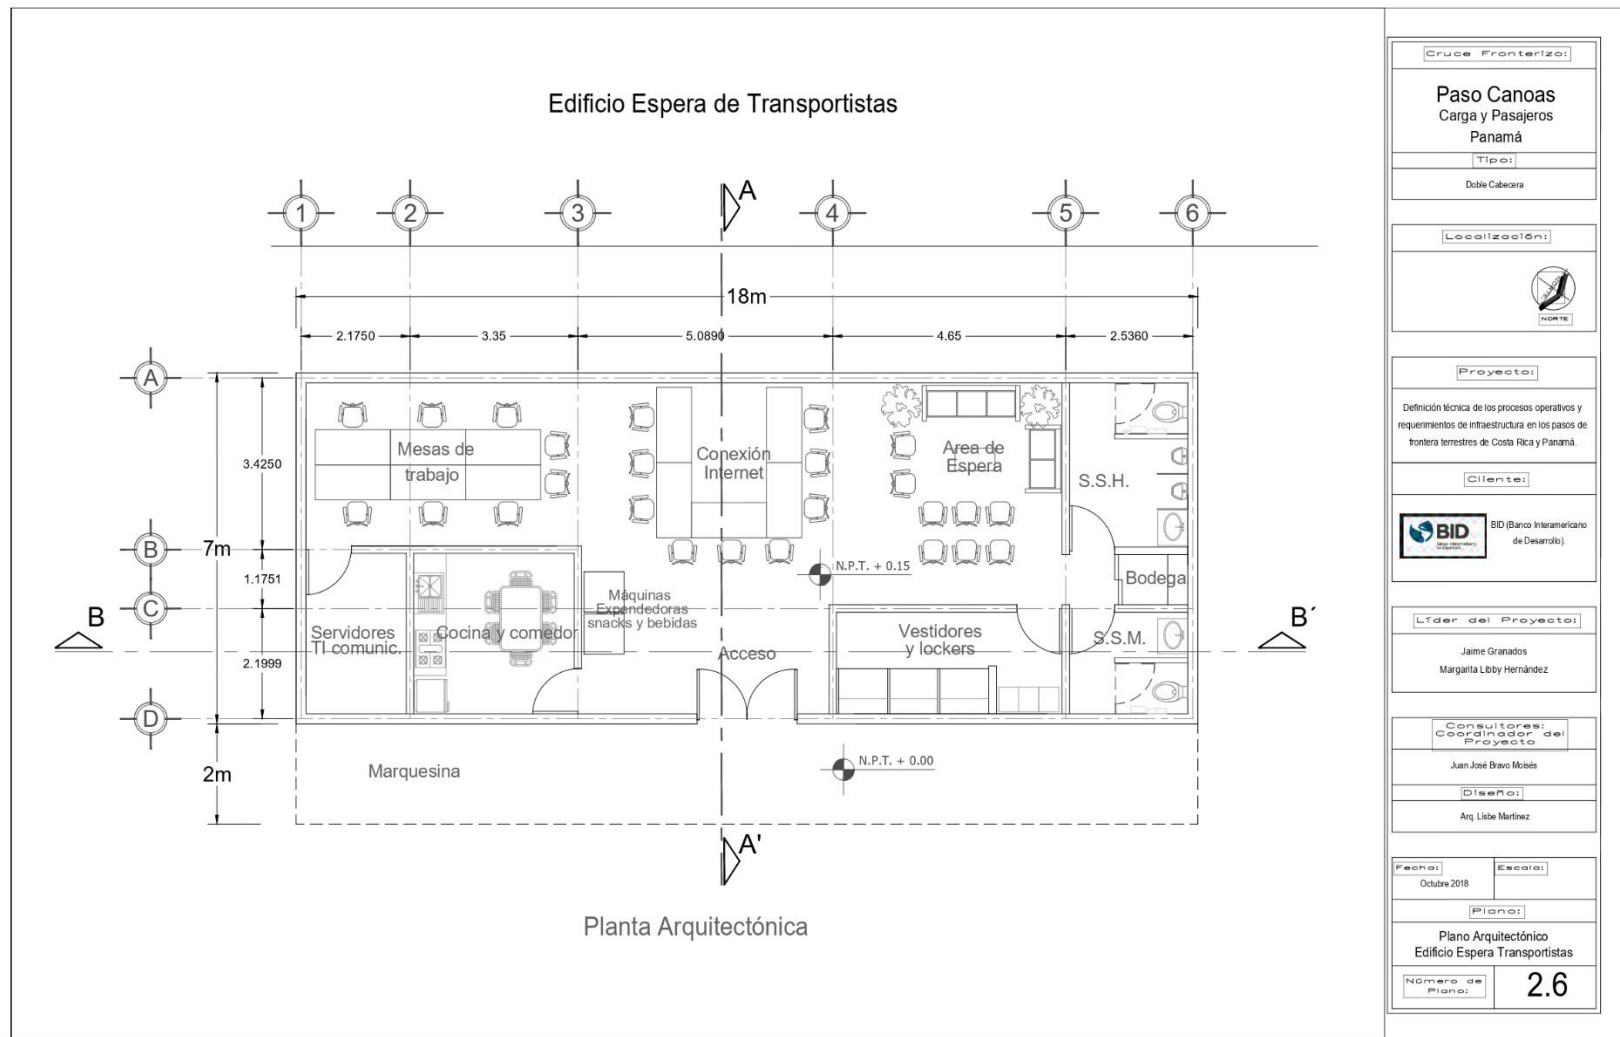 Edificio Espera de Transportistas
1
2
3
A
4
5
6
18m
2.1750
3.35
5.0890
4.65
2.5360
A
B
C
D
7m
3.4250
1.1751
2.1999
2m
B
B´
Mesas de
trabajo
Conexión
Internet
Area de
Espera
S.S.H.
N.P.T. + 0.15
Bodega
Máquinas
Expendedoras
snacks y bebidas
Servidores
TI comunic.
Cocina y comedor
Acceso
Vestidores
y lockers
S.S.M.
Marquesina
N.P.T. + 0.00
A'
Planta Arquitectónica
Cruce Fronterizo:
Paso Canoas
Carga y Pasajeros
Panamá
Tipo:
Doble Cabecera
Localización:
NORTE
Proyecto:
Definición técnica de los procesos operativos y
requerimientos de infraestructura en los pasos de
frontera terrestres de Costa Rica y Panamá.
Cliente:
BID
BID (Banco Interamericano
de Desarrollo).
Líder del Proyecto:
Jaime Granados
Margarita Libby Hernández
Consultores:
Coordinador del
Proyecto
Juan José Bravo Moisés
Diseño:
Arq. Lisbe Martínez
Fecha:
Octubre 2018
Escala:
Plano:
Plano Arquitectónico
Edificio Espera Transportistas
Número de
Plano:
2.6